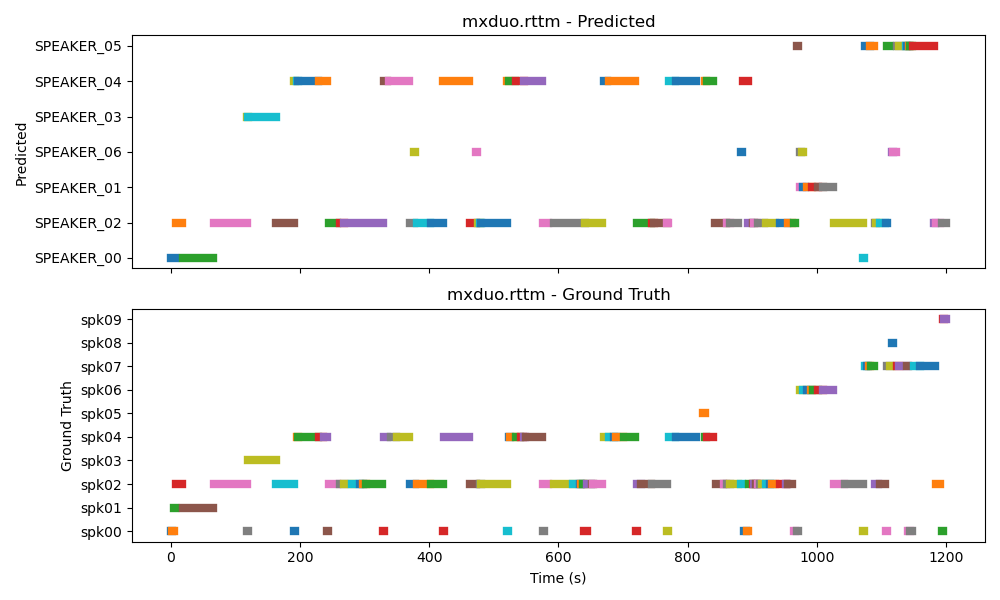 mxduo.rttm - Predicted
Predicted
SPEAKER_05
SPEAKER_04
SPEAKER_03
SPEAKER_06
SPEAKER_01
SPEAKER_02
SPEAKER_00
mxduo.rttm - Ground Truth
Ground Truth
spk09
spk08
spk07
spk06
spk05
spk04
spk03
spk02
spk01
spk00
0 200 400 600 800 1000 1200
Time (s)